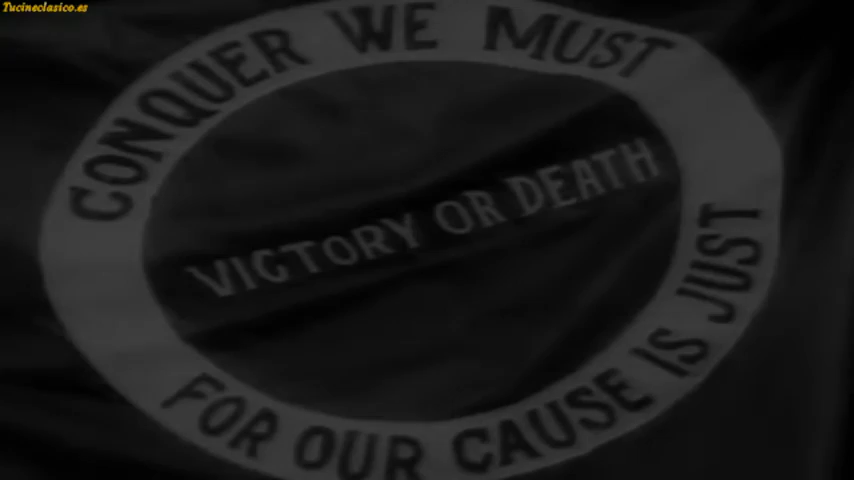 Tucineclasico.es
CONQUER WE MUST
VICTORY OR DEATH
FOR OUR CAUSE IS JUST